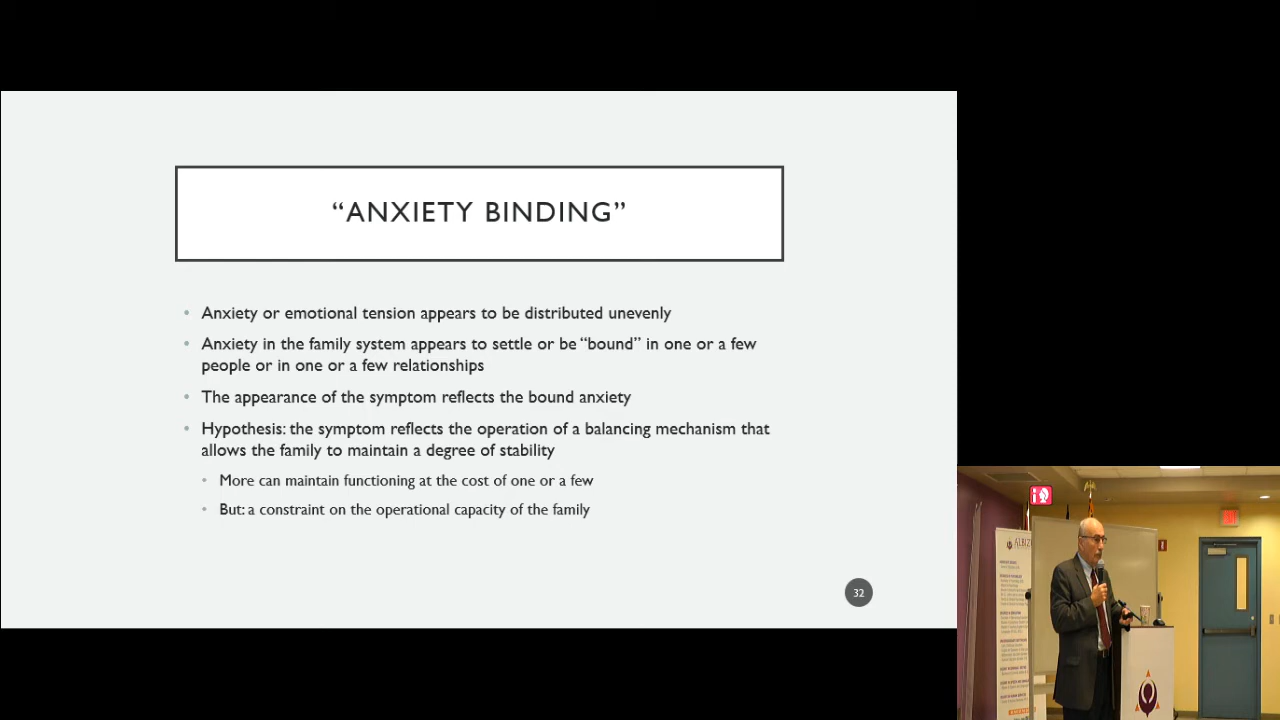 “ANXIETY BINDING”
• Anxiety or emotional tension appears to be distributed unevenly
• Anxiety in the family system appears to settle or be “bound” in one or a few
people or in one or a few relationships
• The appearance of the symptom reflects the bound anxiety
• Hypothesis: the symptom reflects the operation of a balancing mechanism that
allows the family to maintain a degree of stability
• More can maintain functioning at the cost of one or a few
• But: a constraint on the operational capacity of the family
32
ALBIZ